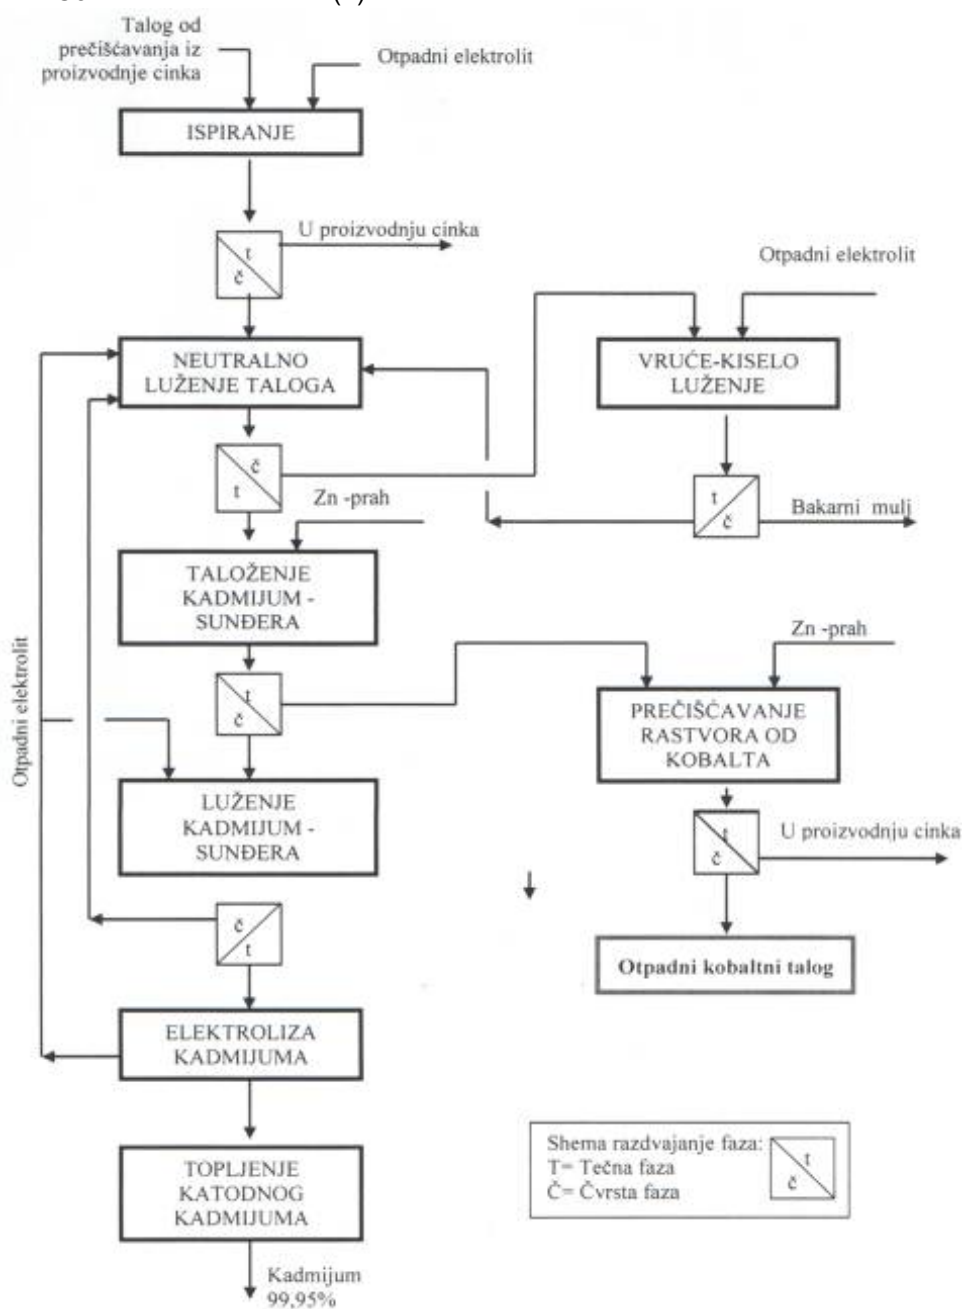 Talog od
prečišćavanja iz
proizvodnje cinka
Otpadni elektrolit
ISPIRANJE
U proizvodnju cinka
t
č
Otpadni elektrolit
NEUTRALNO
LUŽENJE TALOGA
VRUĆE-KISELO
LUŽENJE
č
t
Zn -prah
t
č
Bakarni mulj
TALOŽENJE
KADMIJUM -
SUNĐERA
Zn -prah
t
č
Otpadni elektrolit
PREČIŠĆAVANJE
RASTVORA OD
KOBALTA
LUŽENJE
KADMIJUM -
SUNĐERA
t
č
U proizvodnju cinka
č
t
Otpadni kobaltni talog
ELEKTROLIZA
KADMIJUMA
TOPLJENJE
KATODNOG
KADMIJUMA
Shema razdvajanje faza:
T= Tečna faza
Č= Čvrsta faza
t
č
Kadmijum
99,95%